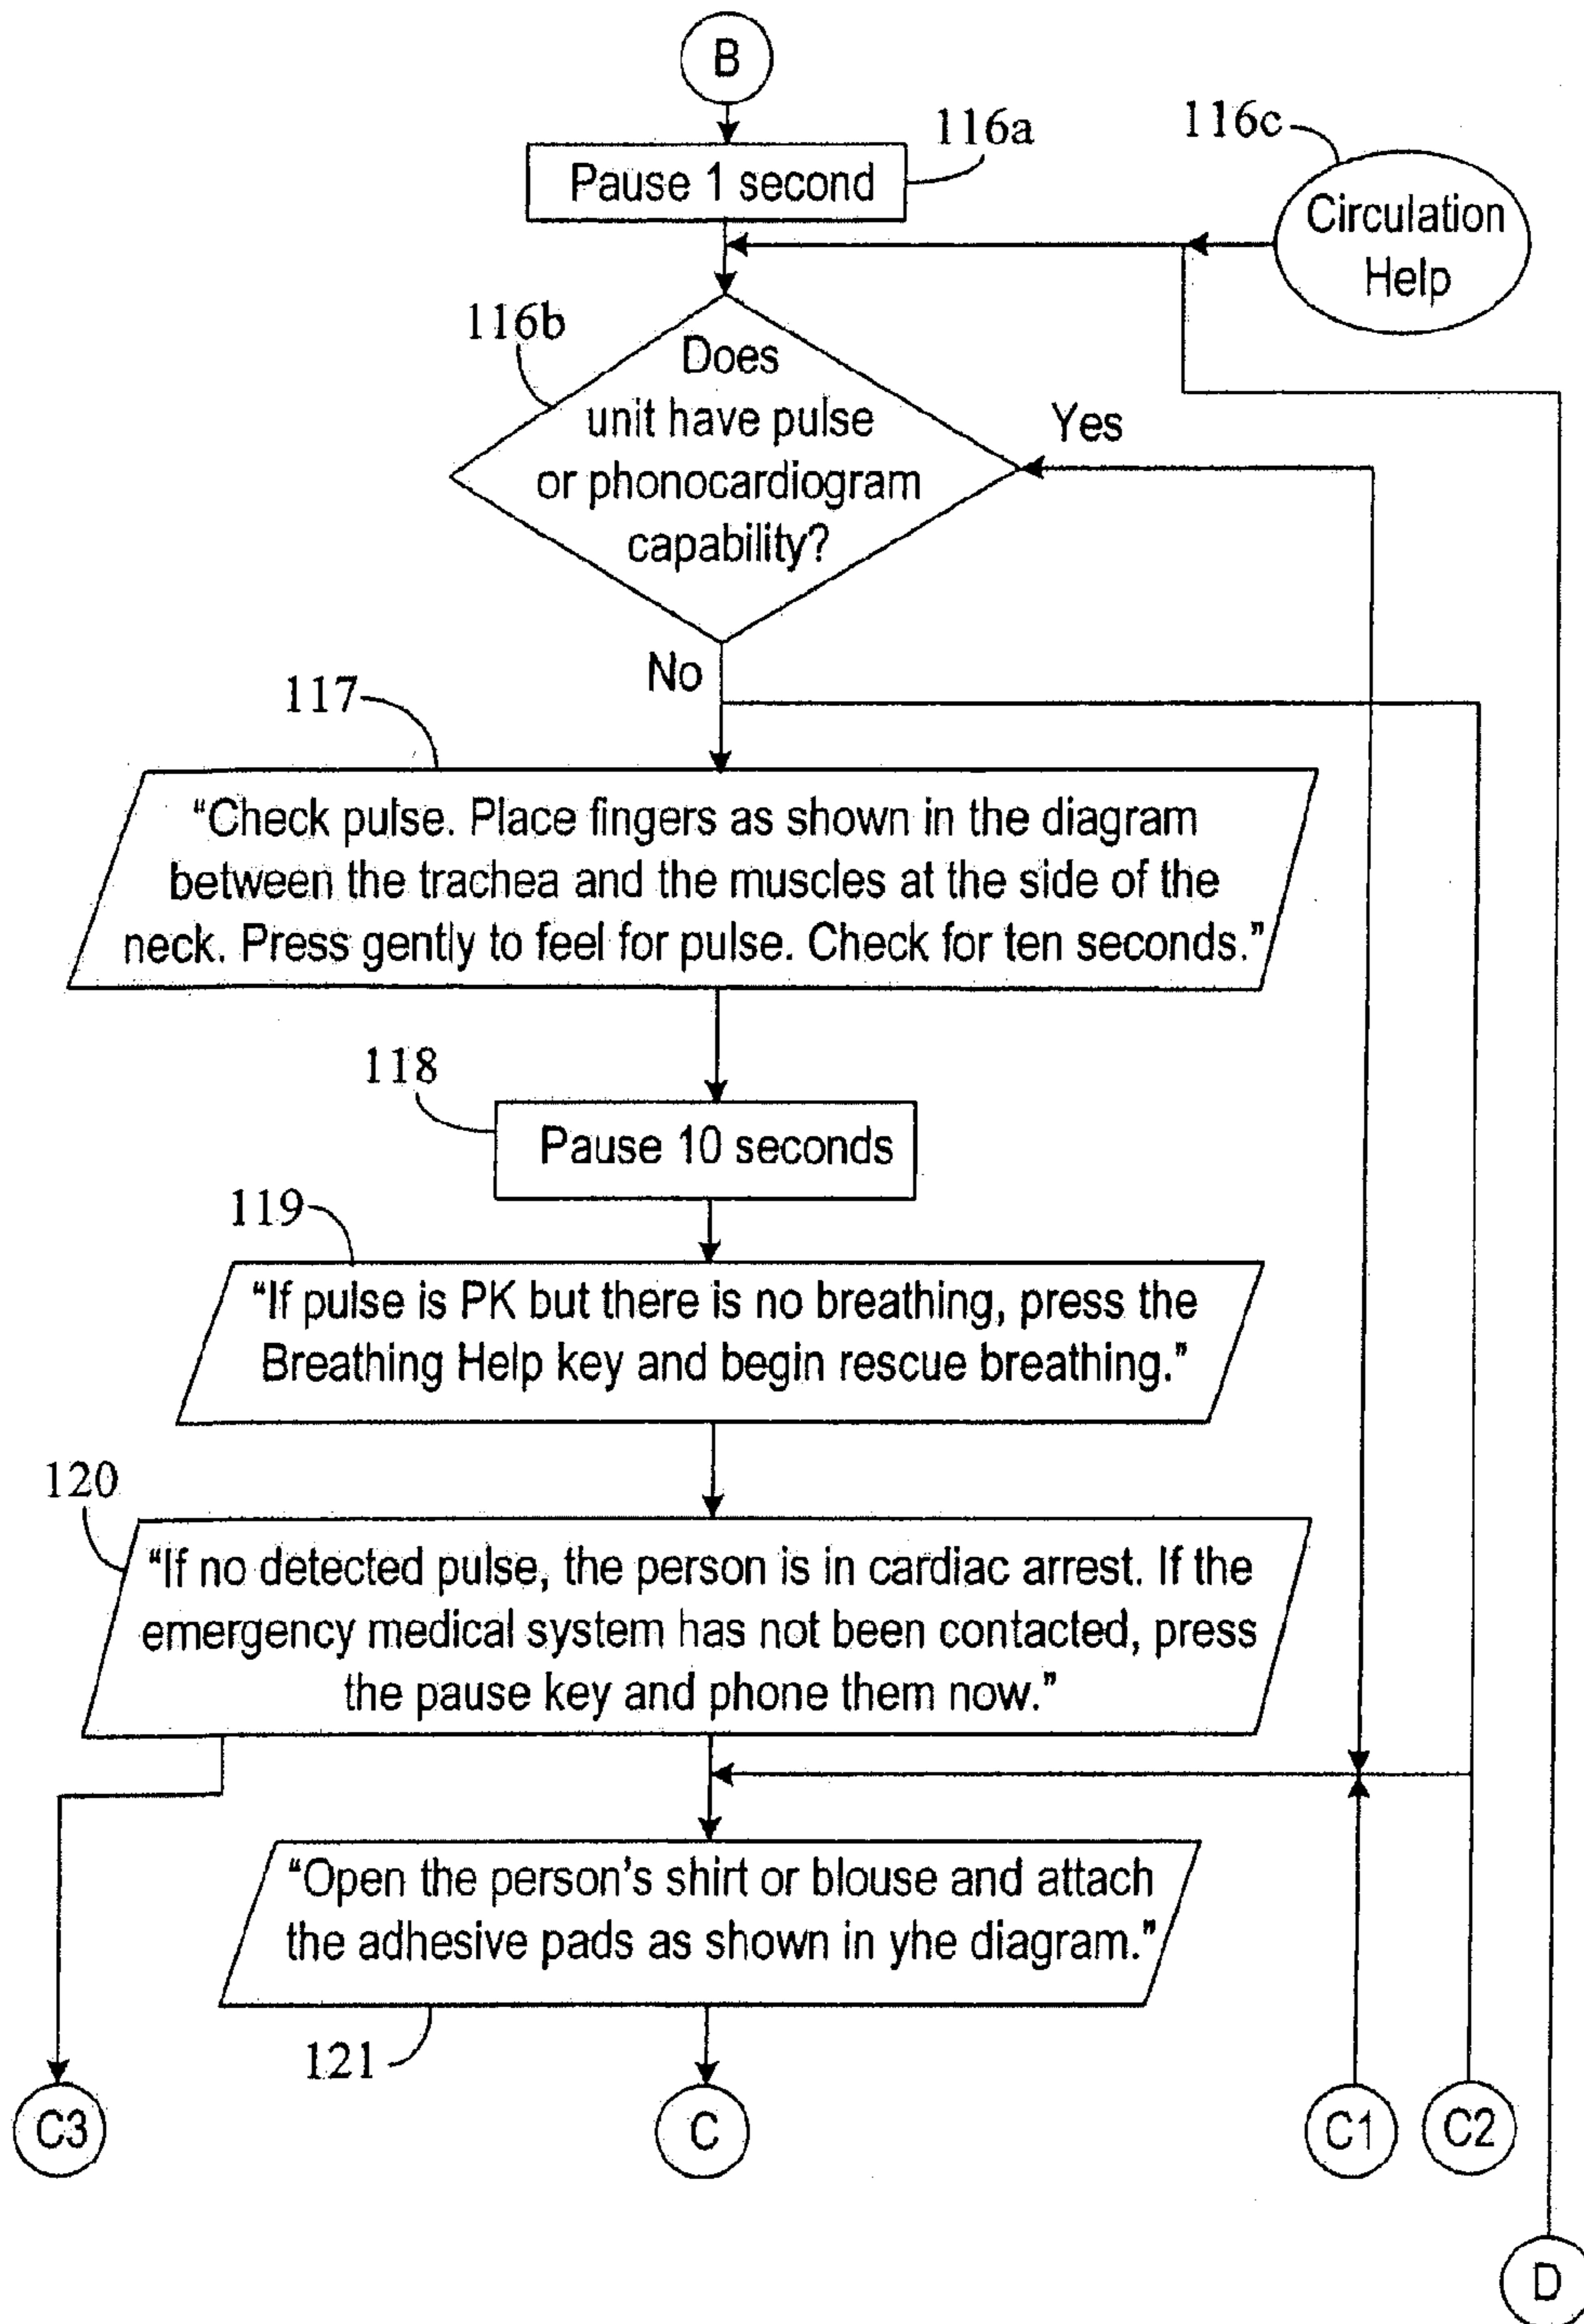 B
116a
Pause 1 second
116c
Circulation
Help
116b
Does
unit have pulse
or phonocardiogram
capability?
Yes
No
117
“Check pulse. Place fingers as shown in the diagram
between the trachea and the muscles at the side of the
neck. Press gently to feel for pulse. Check for ten seconds.”
118
Pause 10 seconds
119
“If pulse is PK but there is no breathing, press the
Breathing Help key and begin rescue breathing.”
120
“If no detected pulse, the person is in cardiac arrest. If the
emergency medical system has not been contacted, press
the pause key and phone them now.”
“Open the person’s shirt or blouse and attach
the adhesive pads as shown in yhe diagram.”
121
C3
C
C1
C2
D